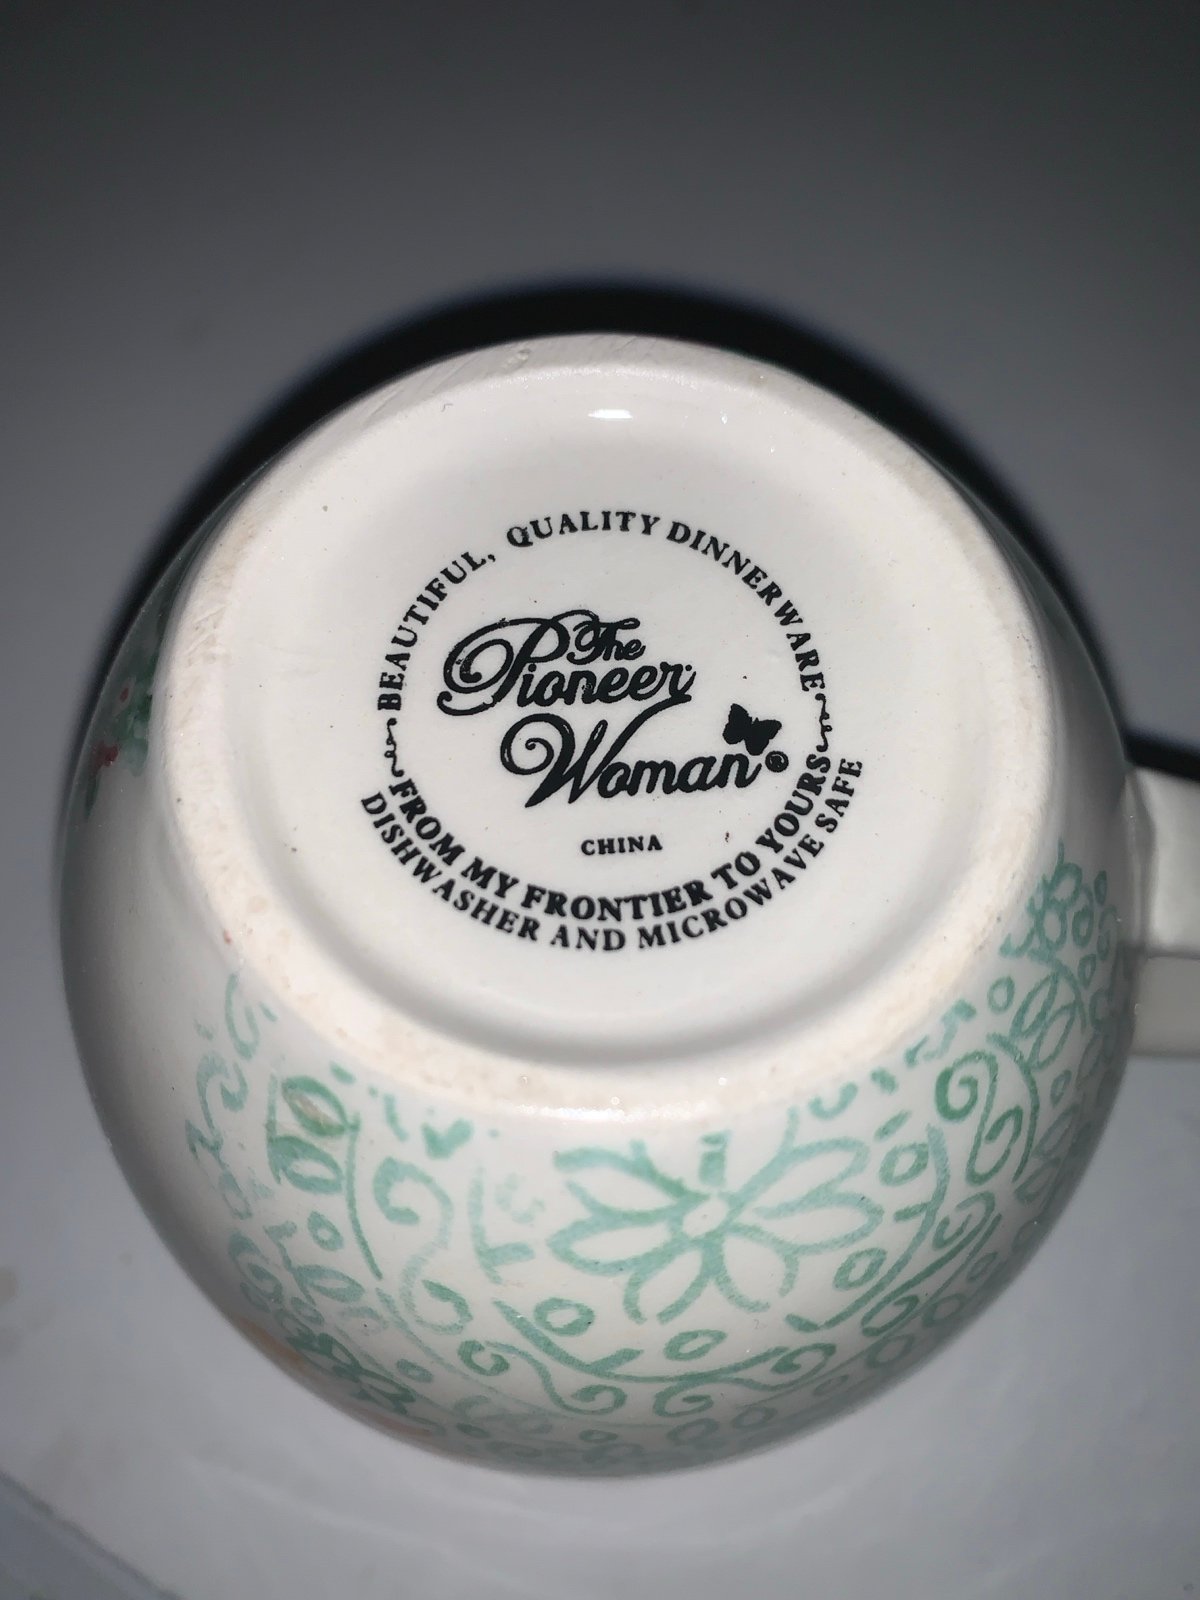 BEAUTIFUL, QUALITY DINNERWARE
The
Pioneer
Woman®
CHINA
FROM MY FRONTIER TO YOURS
DISHWASHER AND MICROWAVE SAFE